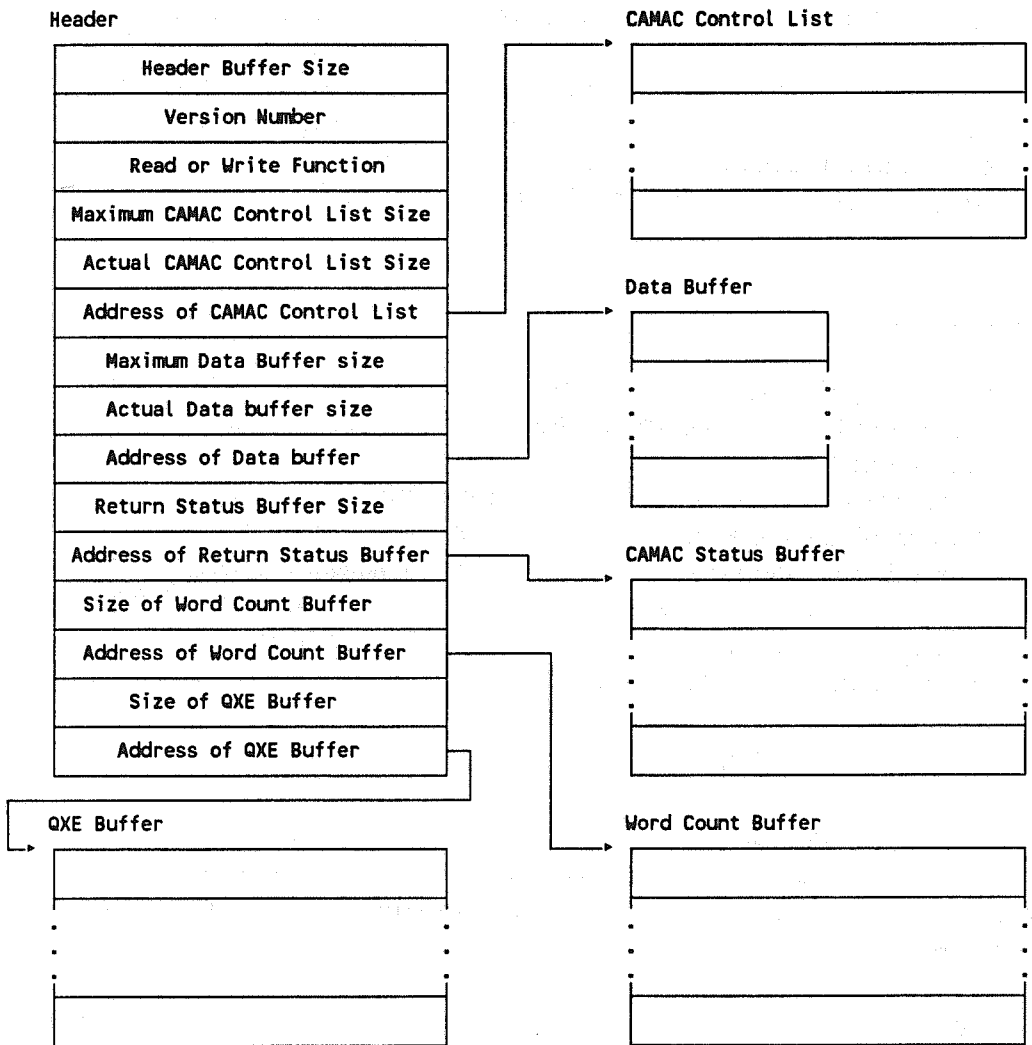 Header
Header Buffer Size
Version Number
Read or Write Function
Maximum CAMAC Control List Size
Actual CAMAC Control List Size
Address of CAMAC Control List
Maximum Data Buffer size
Actual Data buffer size
Address of Data buffer
Return Status Buffer Size
Address of Return Status Buffer
Size of Word Count Buffer
Address of Word Count Buffer
Size of QXE Buffer
Address of QXE Buffer
CAMAC Control List
Data Buffer
CAMAC Status Buffer
QXE Buffer
Word Count Buffer